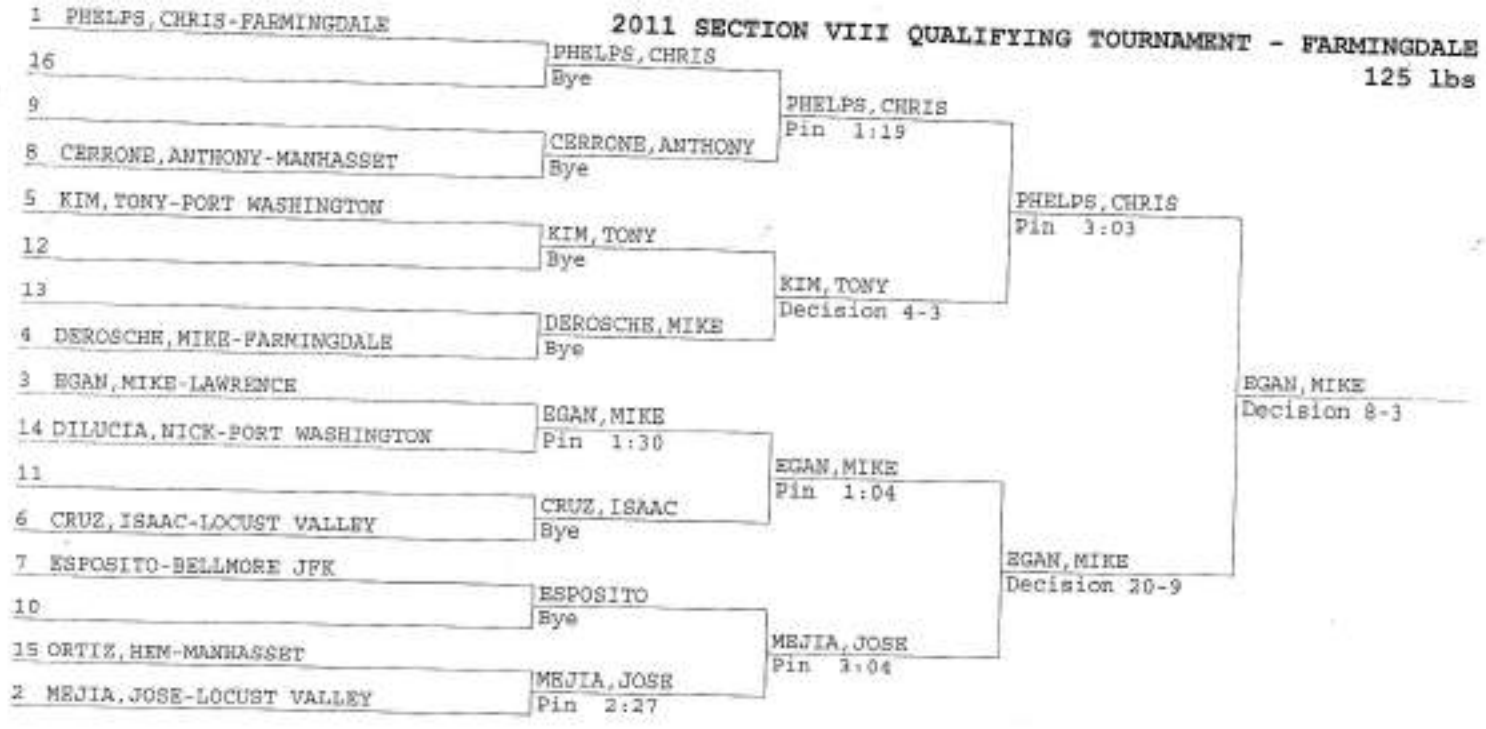 2011 SECTION VIII QUALIFYING TOURNAMENT - FARMINGDALE
125 lbs
1 PHELPS,CHRIS-FARMINGDALE
16
PHELPS,CHRIS
Bye
9
8 CERRONE,ANTHONY-MANHASSET
CERRONE,ANTHONY
Bye
PHELPS,CHRIS
Pin 1:19
5 KIM,TONY-PORT WASHINGTON
12
KIM,TONY
Bye
13
4 DEROSCHE,MIKE-FARMINGDALE
DEROSCHE,MIKE
Bye
KIM,TONY
Decision 4-3
PHELPS,CHRIS
Pin 3:03
3 EGAN,MIKE-LAWRENCE
14 DILUCIA,NICK-PORT WASHINGTON
EGAN,MIKE
Pin 1:30
11
6 CRUZ,ISAAC-LOCUST VALLEY
CRUZ,ISAAC
Bye
EGAN,MIKE
Pin 1:04
7 ESPOSITO-BELLMORE JFK
10
ESPOSITO
Bye
15 ORTIZ,HEM-MANHASSET
2 MEJIA,JOSE-LOCUST VALLEY
MEJIA,JOSE
Pin 2:27
MEJIA,JOSE
Pin 3:04
EGAN,MIKE
Decision 20-9
EGAN,MIKE
Decision 8-3